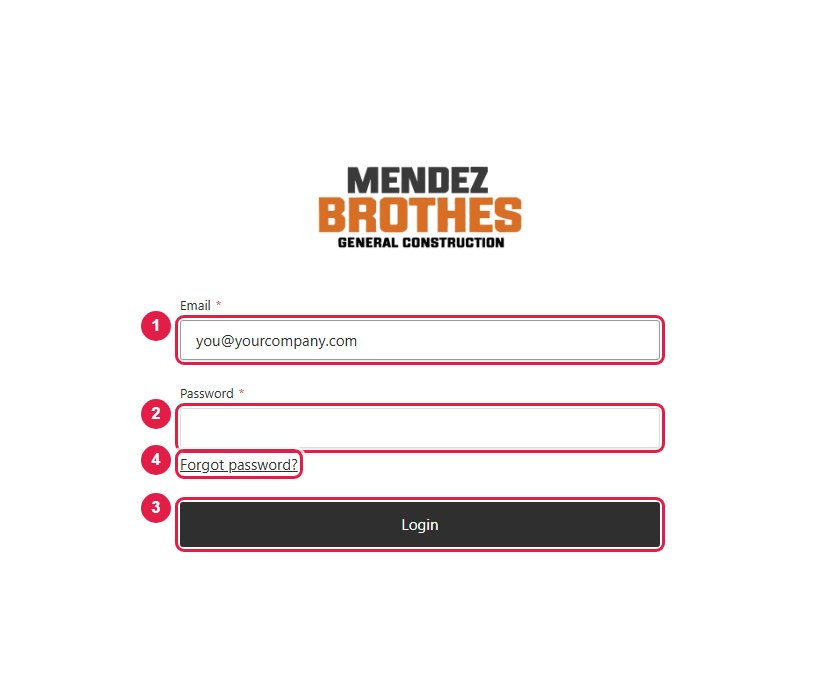 MENDEZ
BROTHES
GENERAL CONSTRUCTION
Email *
1
you@yourcompany.com
Password *
2
4
Forgot password?
3
Login